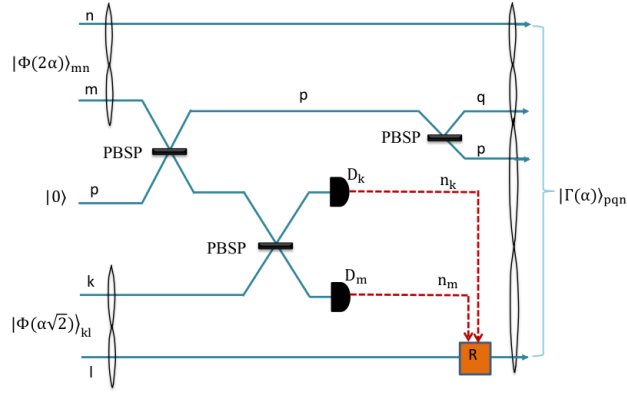 n
|Φ(2α)⟩mn
m
p
q
PBSP
PBSP
p
|0⟩
p
Dk
nk
|Γ(α)⟩pqn
PBSP
k
Dm
nm
|Φ(α√2)⟩kl
R
l